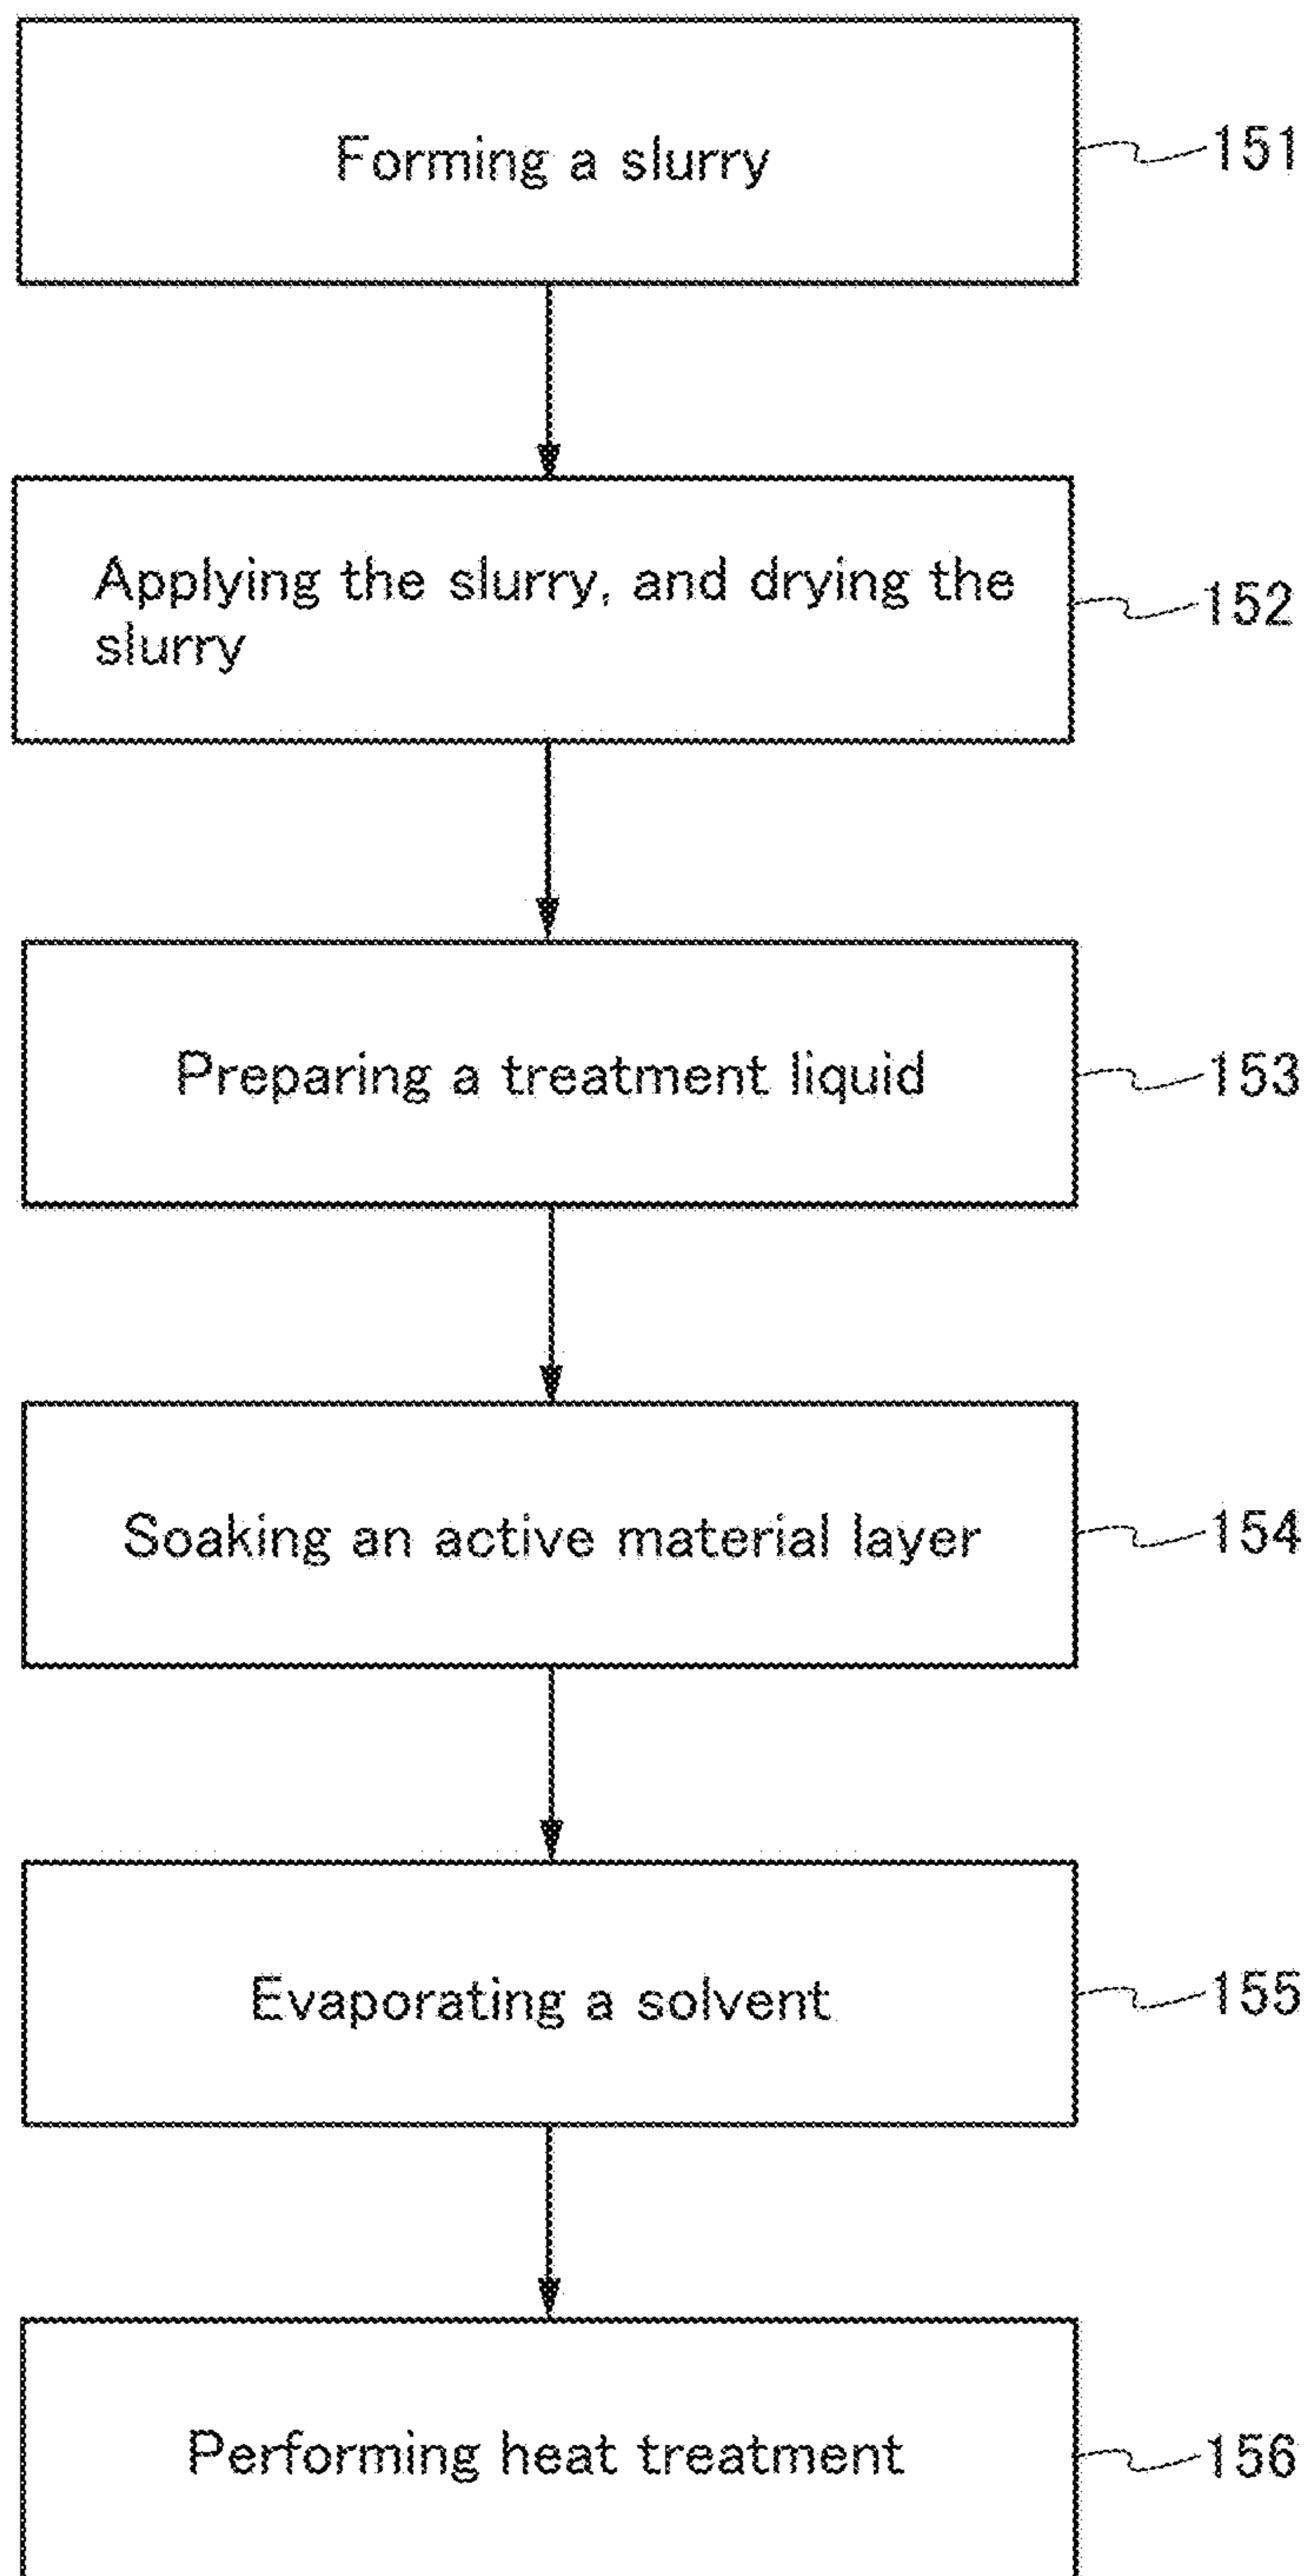 Forming a slurry
151
Applying the slurry, and drying the
slurry
152
Preparing a treatment liquid
153
Soaking an active material layer
154
Evaporating a solvent
155
Performing heat treatment
156